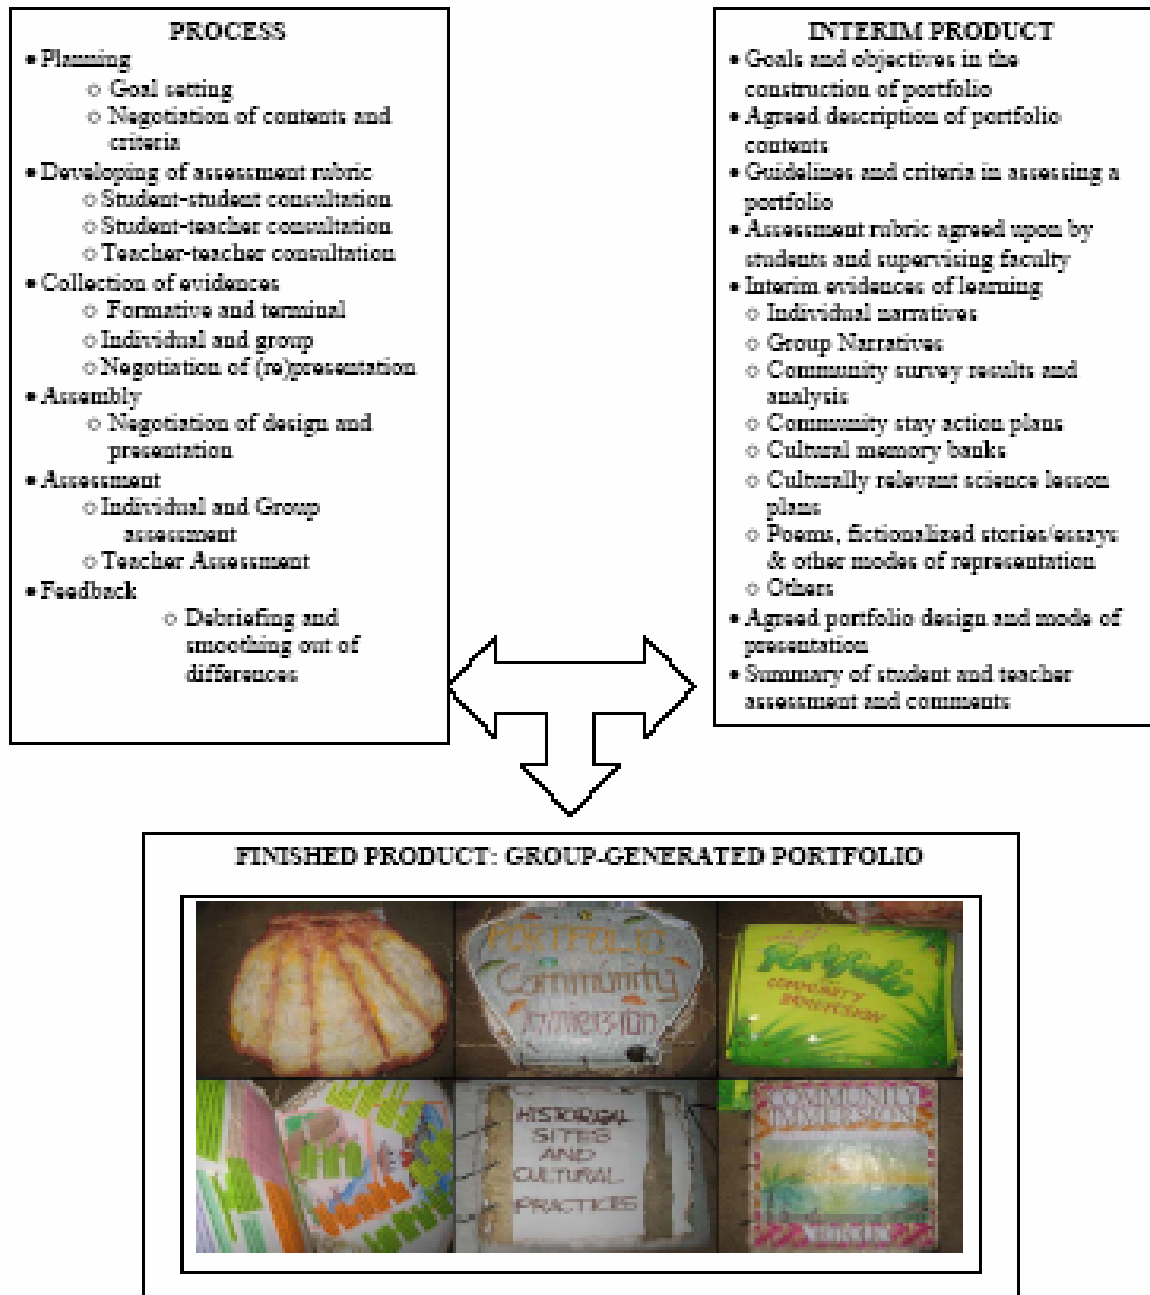 PROCESS
• Planning
○ Goal setting
○ Negotiation of contents and
criteria
• Developing of assessment rubric
○ Student-student consultation
○ Student-teacher consultation
○ Teacher-teacher consultation
• Collection of evidences
○ Formative and terminal
○ Individual and group
○ Negotiation of (re)presentation
• Assembly
○ Negotiation of design and
presentation
• Assessment
○ Individual and Group
assessment
○ Teacher Assessment
• Feedback
○ Debriefing and
smoothing out of
differences
INTERIM PRODUCT
• Goals and objectives in the
construction of portfolio
• Agreed description of portfolio
contents
• Guidelines and criteria in assessing a
portfolio
• Assessment rubric agreed upon by
students and supervising faculty
• Interim evidences of learning
○ Individual narratives
○ Group Narratives
○ Community survey results and
analysis
○ Community stay action plans
○ Cultural memory banks
○ Culturally relevant science lesson
plans
○ Poems, fictionalized stories/essays
& other modes of representation
○ Others
• Agreed portfolio design and mode of
presentation
• Summary of student and teacher
assessment and comments
FINISHED PRODUCT: GROUP-GENERATED PORTFOLIO
PORTFOLIO
Community
IMMERSION
Portfolio
COMMUNITY
IMMERSION
HISTORICAL
SITES
AND
CULTURAL
PRACTICES
COMMUNITY
IMMERSION